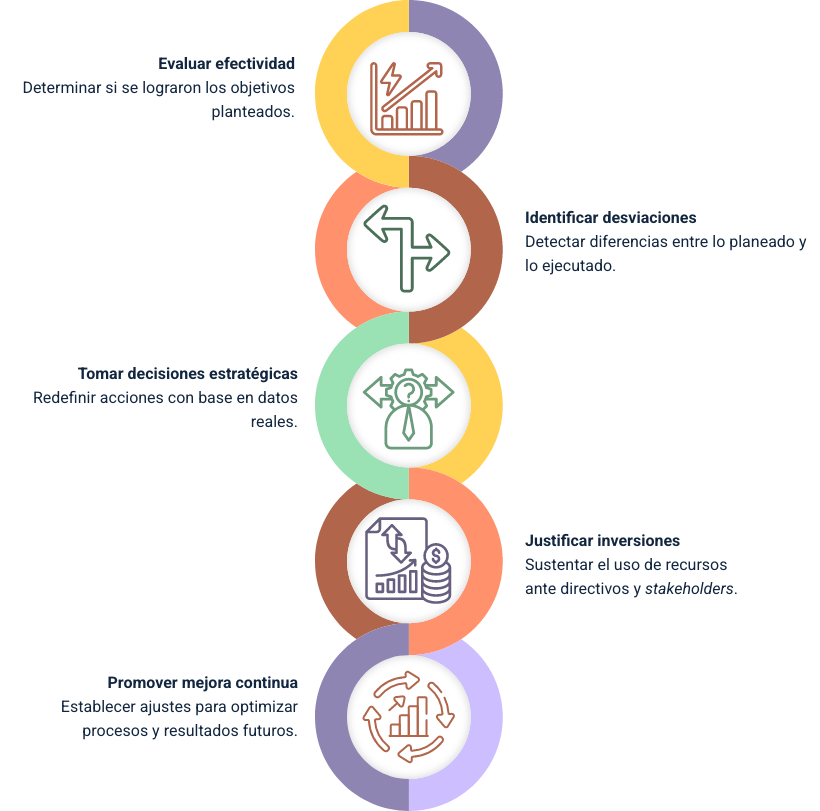 Evaluar efectividad
Determinar si se lograron los objetivos
planteados.
Identificar desviaciones
Detectar diferencias entre lo planeado y
lo ejecutado.
Tomar decisiones estratégicas
Redefinir acciones con base en datos
reales.
?
$
Justificar inversiones
Sustentar el uso de recursos
ante directivos y stakeholders.
Promover mejora continua
Establecer ajustes para optimizar
procesos y resultados futuros.